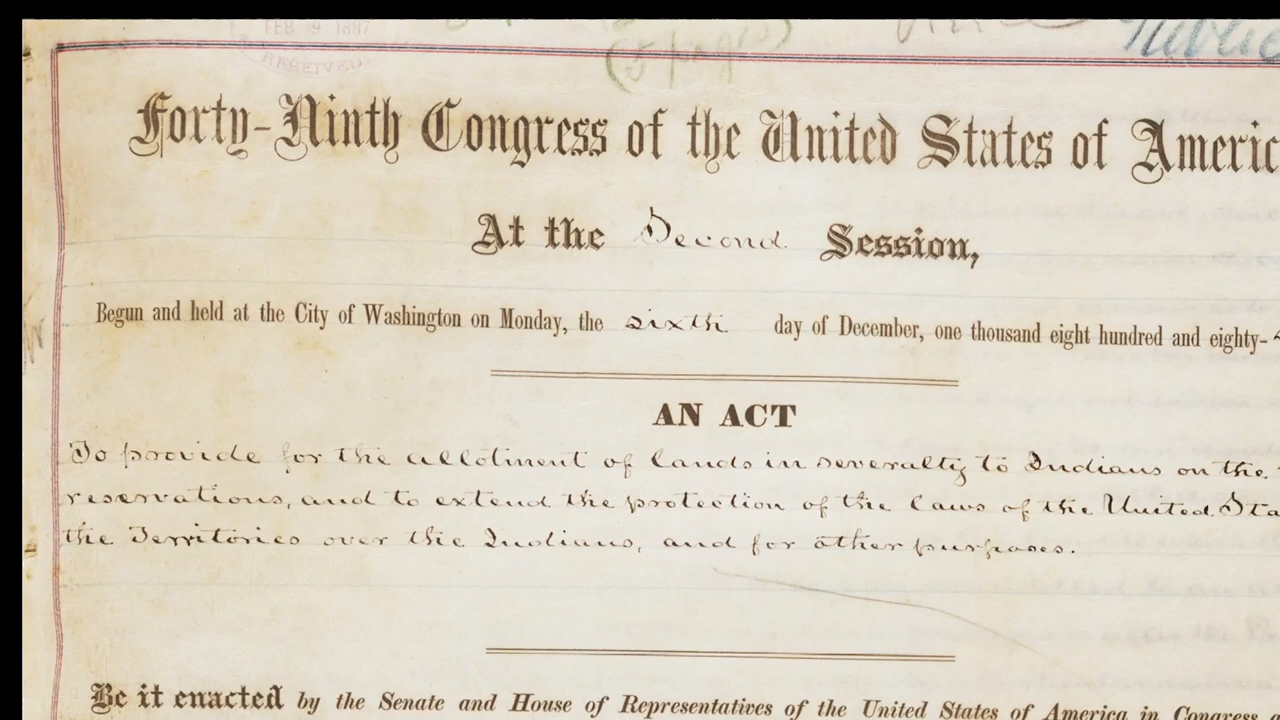 FEB 9 1887
RECEIVED
(5 pag
Public
Forty-Ninth Congress of the United States of Americ
At the Second Session,
Begun and held at the City of Washington on Monday, the sixth day of December, one thousand eight hundred and eighty-
AN ACT
To provide for the allotment of lands in severalty to Indians on the
reservations, and to extend the protection of the laws of the United Sta
the Territories over the Indians, and for other purposes.
Be it enacted by the Senate and House of Representatives of the United States of America in Congress